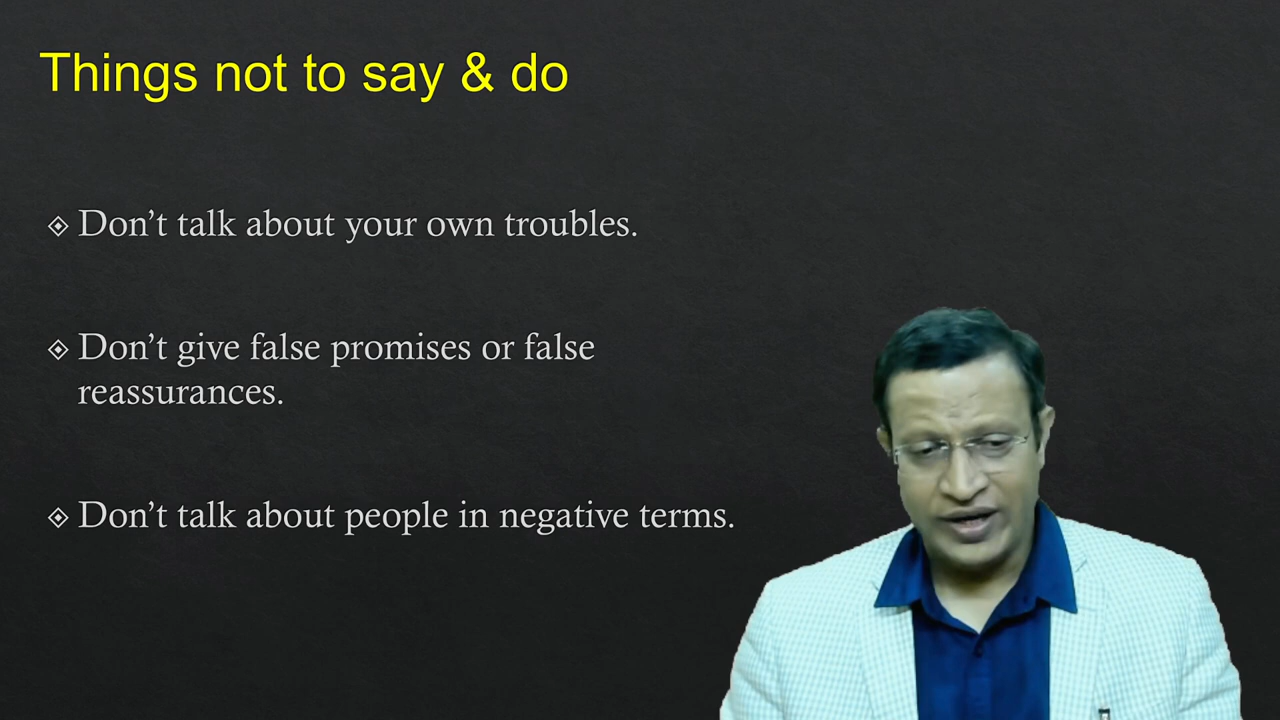 Things not to say & do
Don’t talk about your own troubles.
Don’t give false promises or false
reassurances.
Don’t talk about people in negative terms.